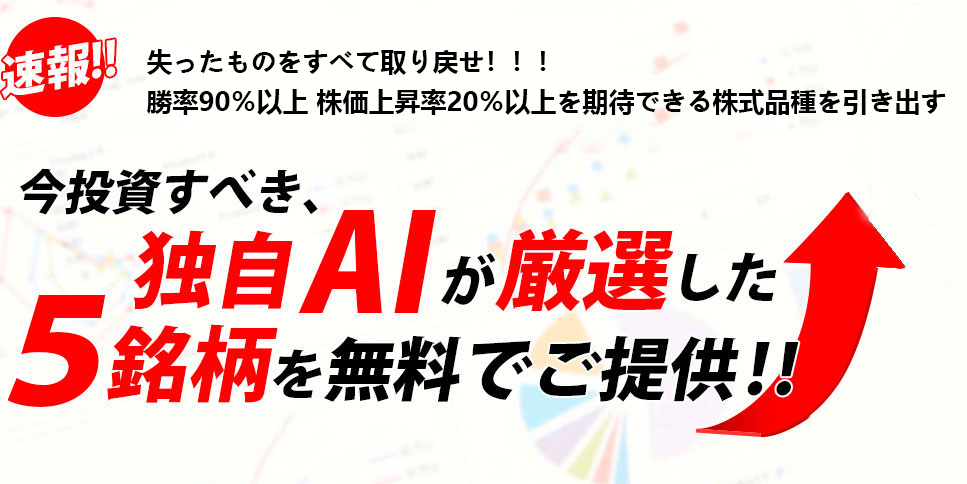 速報!!
失ったものをすべて取り戻せ！！！
勝率90％以上 株価上昇率20％以上を期待できる株式品種を引き出す
今投資すべき、
独自AIが厳選した
5銘柄を無料でご提供!!